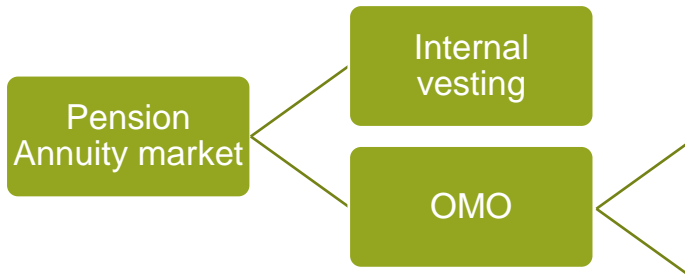 Internal
vesting
Pension
Annuity market
OMO